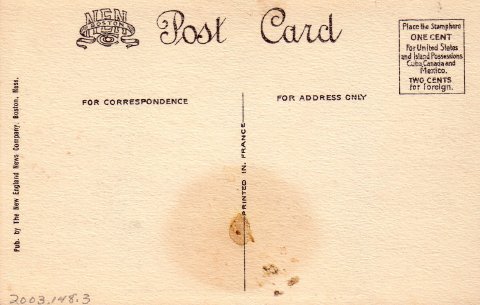 NEN
BOSTON
Post Card
Place the Stamp here
ONE CENT
For United States
and Island Possessions
Cuba, Canada and
Mexico.
TWO CENTS
for Foreign.
FOR CORRESPONDENCE
FOR ADDRESS ONLY
PRINTED IN FRANCE
Pub. by The New England News Company, Boston, Mass.
2003.148.3